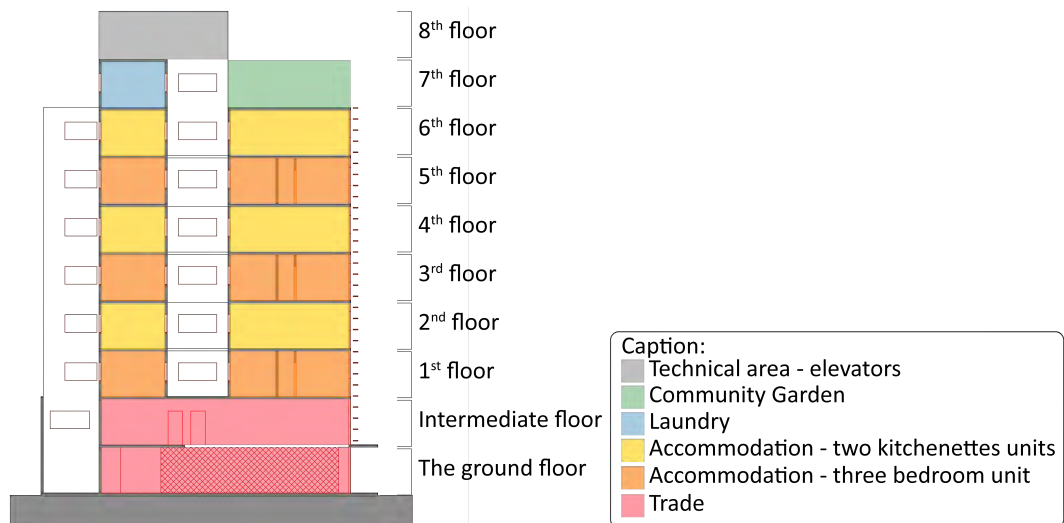 8th floor
7th floor
6th floor
5th floor
4th floor
3rd floor
2nd floor
1st floor
Intermediate floor
The ground floor
Caption:
Technical area - elevators
Community Garden
Laundry
Accommodation - two kitchenettes units
Accommodation - three bedroom unit
Trade